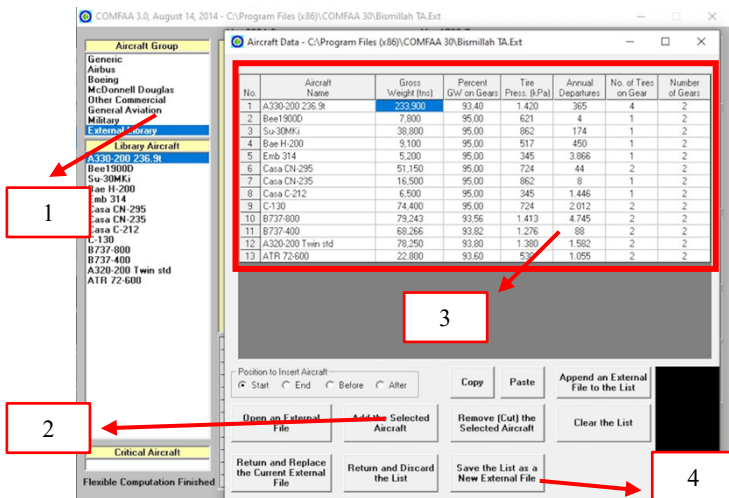 COMFAA 3.0, August 14, 2014 - C:\Program Files (x86)\COMFAA 30\Bismillah TA.Ext
Aircraft Group
Generic
Airbus
Boeing
McDonnell Douglas
Other Commercial
General Aviation
Military
External Library
Library Aircraft
A330-200 236.9t
Bee1900D
Su-30MKi
Bae H-200
Emb 314
Casa CN-295
Casa CN-235
Casa C-212
C-130
B737-800
B737-400
A320-200 Twin std
ATR 72-600
Critical Aircraft
Flexible Computation Finished
Aircraft Data - C:\Program Files (x86)\COMFAA 30\Bismillah TA.Ext
No. Aircraft Name Gross Weight (tns) Percent GW on Gears Tire Press. (kPa) Annual Departures No. of Tires on Gear Number of Gears
1 A330-200 236.9t 233,900 93,40 1.420 365 4 2
2 Bee1900D 7,800 95,00 621 4 1 2
3 Su-30MKi 38,800 95,00 862 174 1 2
4 Bae H-200 9,100 95,00 517 450 1 2
5 Emb 314 5,200 95,00 345 3.866 1 2
6 Casa CN-295 51,150 95,00 724 44 2 2
7 Casa CN-235 16,500 95,00 862 8 1 2
8 Casa C-212 6,500 95,00 345 1.446 1 2
9 C-130 74,400 95,00 724 2.012 2 2
10 B737-800 79,243 93,56 1.413 4.745 2 2
11 B737-400 68,266 93,82 1.276 88 2 2
12 A320-200 Twin std 78,250 93,80 1.380 1.582 2 2
13 ATR 72-600 22,800 93,60 1.055 2 2
Position to Insert Aircraft
Start End Before After
Copy
Paste
Append an External File to the List
Open an External File
Add the Selected Aircraft
Remove (Cut) the Selected Aircraft
Clear the List
Return and Replace the Current External File
Return and Discard the List
Save the List as a New External File
1
2
3
4